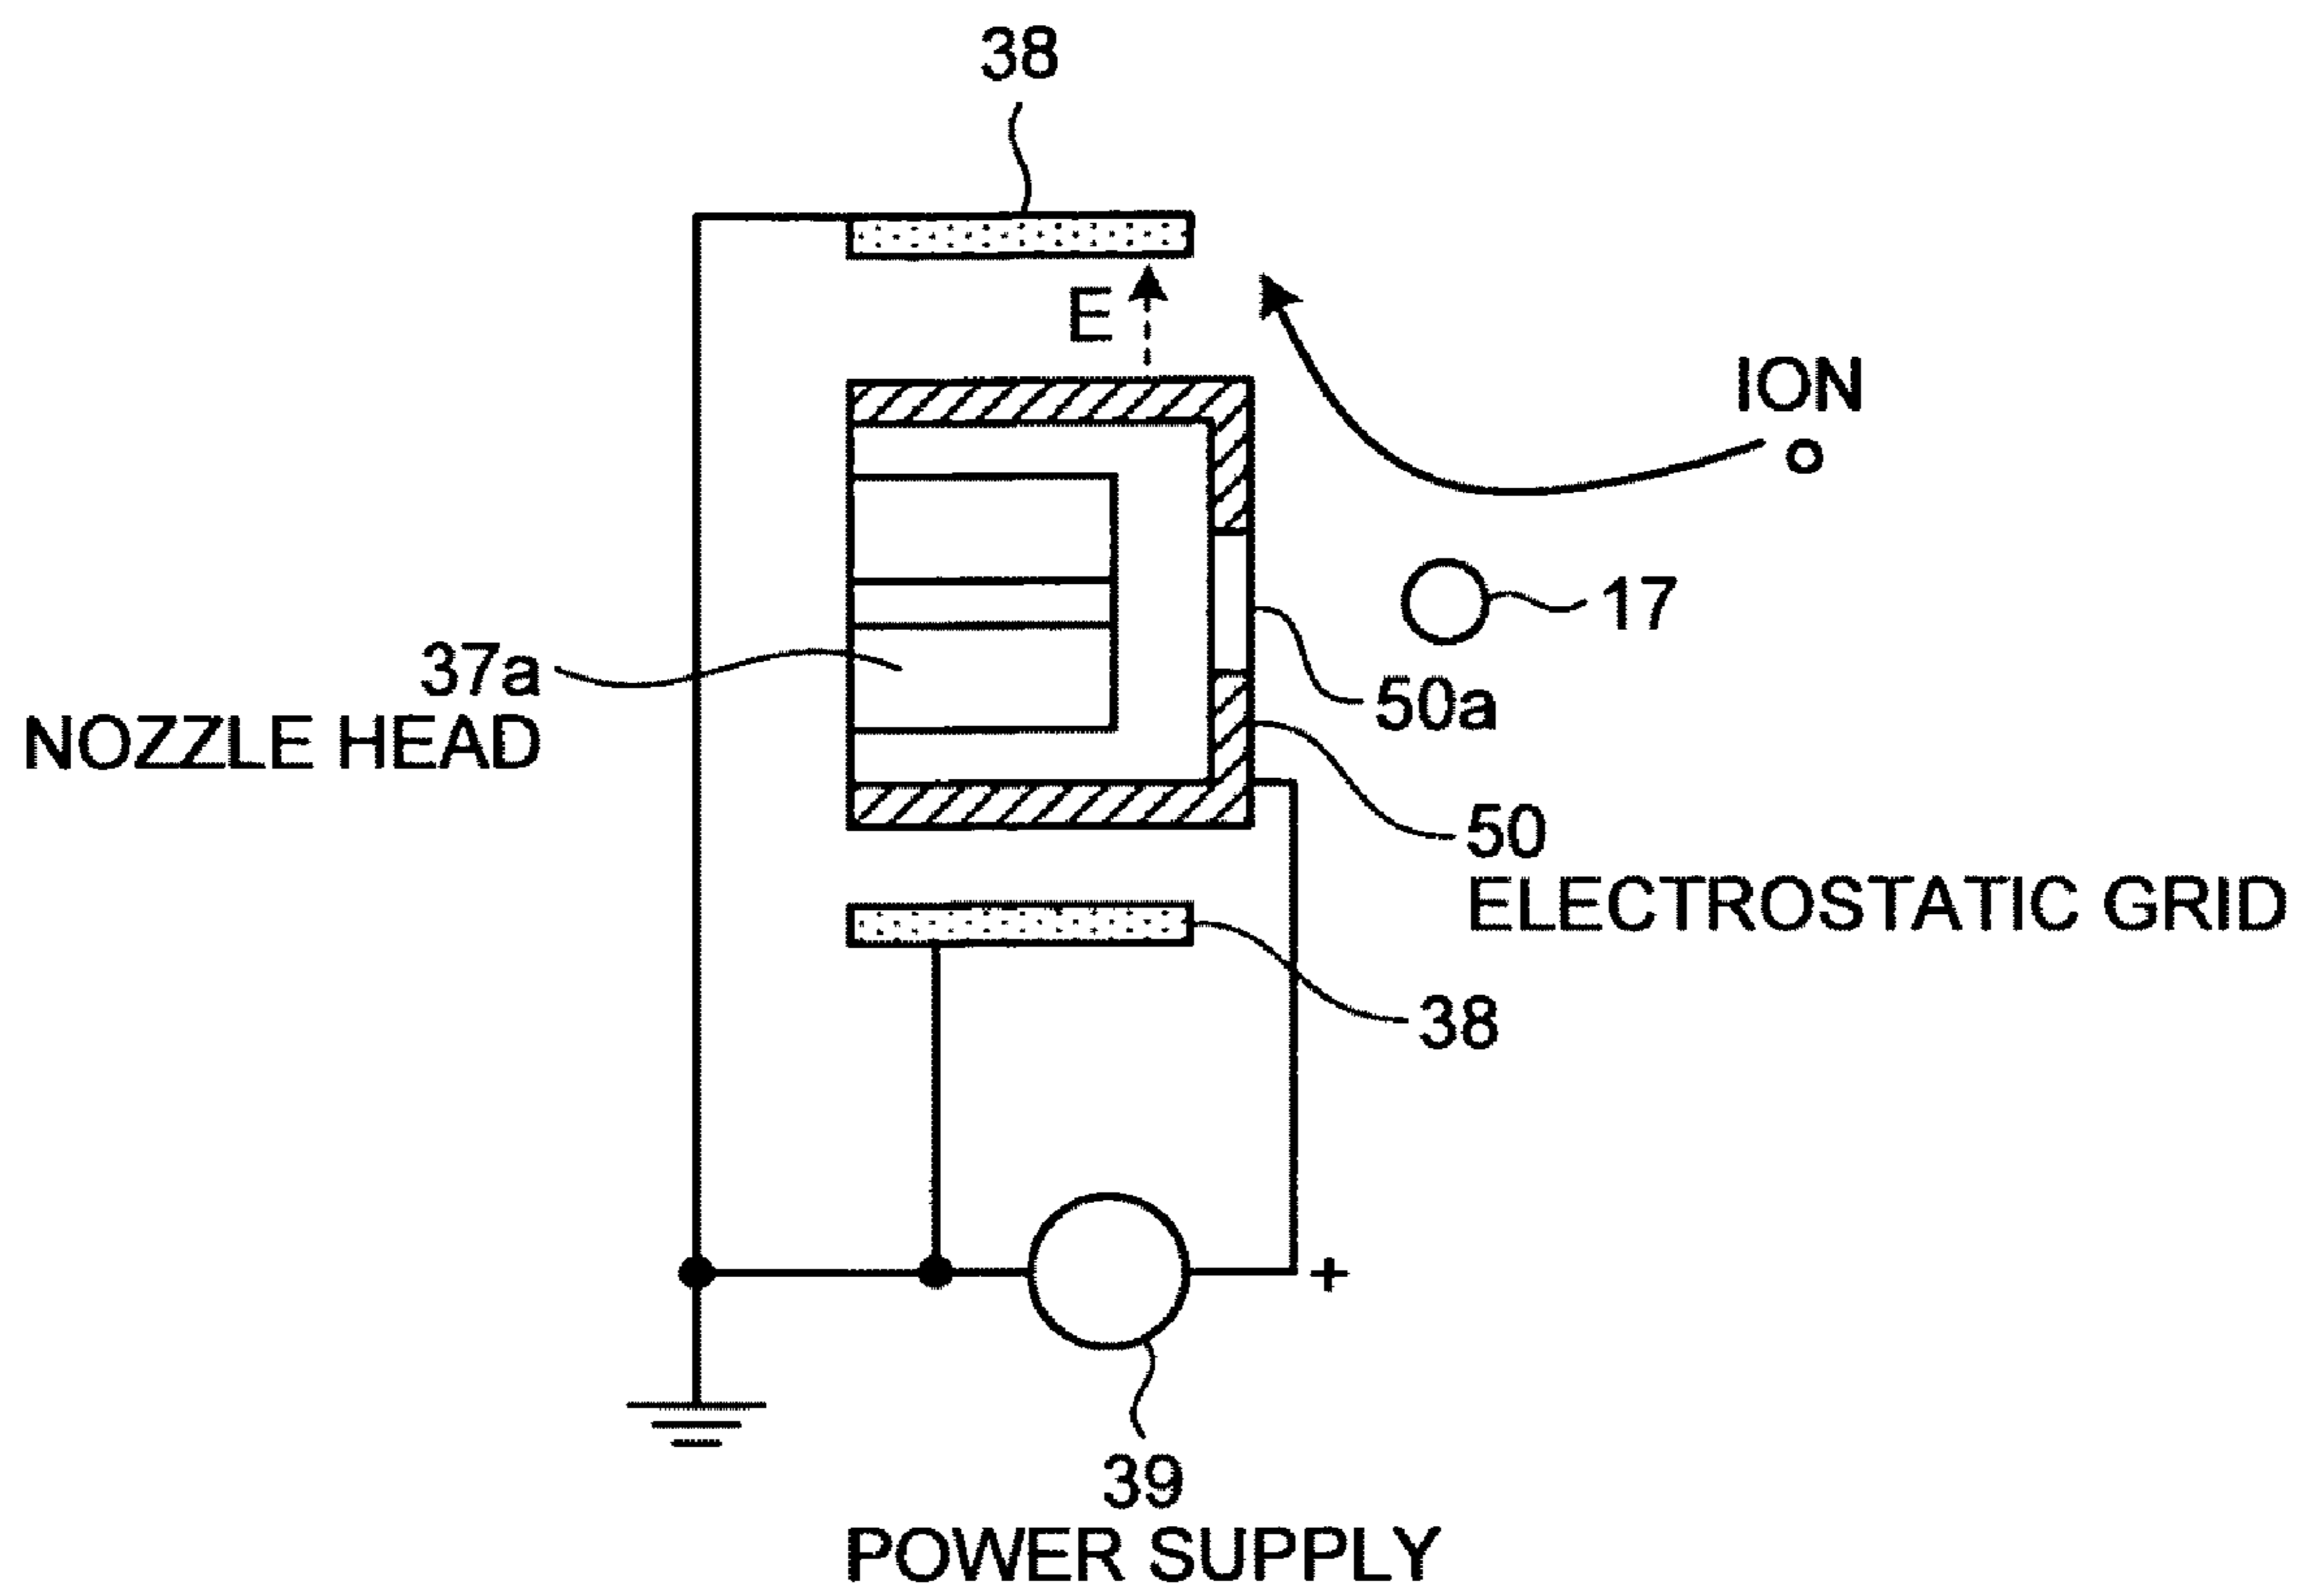 38
E
ION
17
37a
NOZZLE HEAD
50a
50
ELECTROSTATIC GRID
38
+
39
POWER SUPPLY